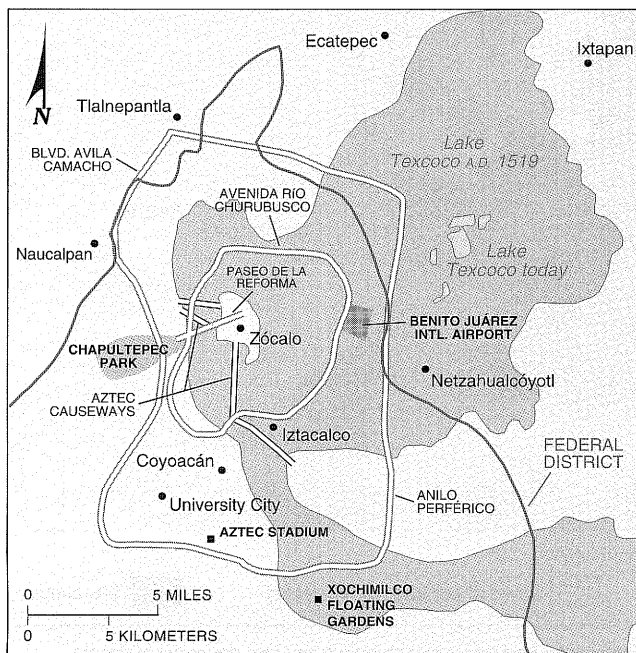 Ecatepec
Ixtapan
N
Tlalnepantla
BLVD. AVILA
CAMACHO
Lake
Texcoco A.D. 1519
AVENIDA RÍO
CHURUBUSCO
Naucalpan
PASEO DE LA
REFORMA
Lake
Texcoco today
Zócalo
BENITO JUÁREZ
INTL. AIRPORT
CHAPULTEPEC
PARK
Netzahualcóyotl
AZTEC
CAUSEWAYS
Iztacalco
FEDERAL
DISTRICT
Coyoacán
University City
ANILO
PERFÉRICO
AZTEC STADIUM
XOCHIMILCO
FLOATING
GARDENS
0 5 MILES
0 5 KILOMETERS